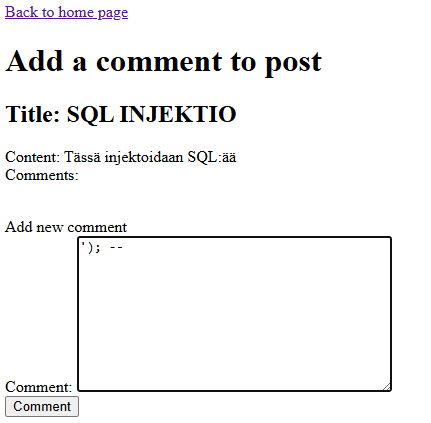 Back to home page
Add a comment to post
Title: SQL INJEKTIO
Content: Tässä injektoidaan SQL:ää
Comments:
Add new comment
'); --
Comment:
Comment